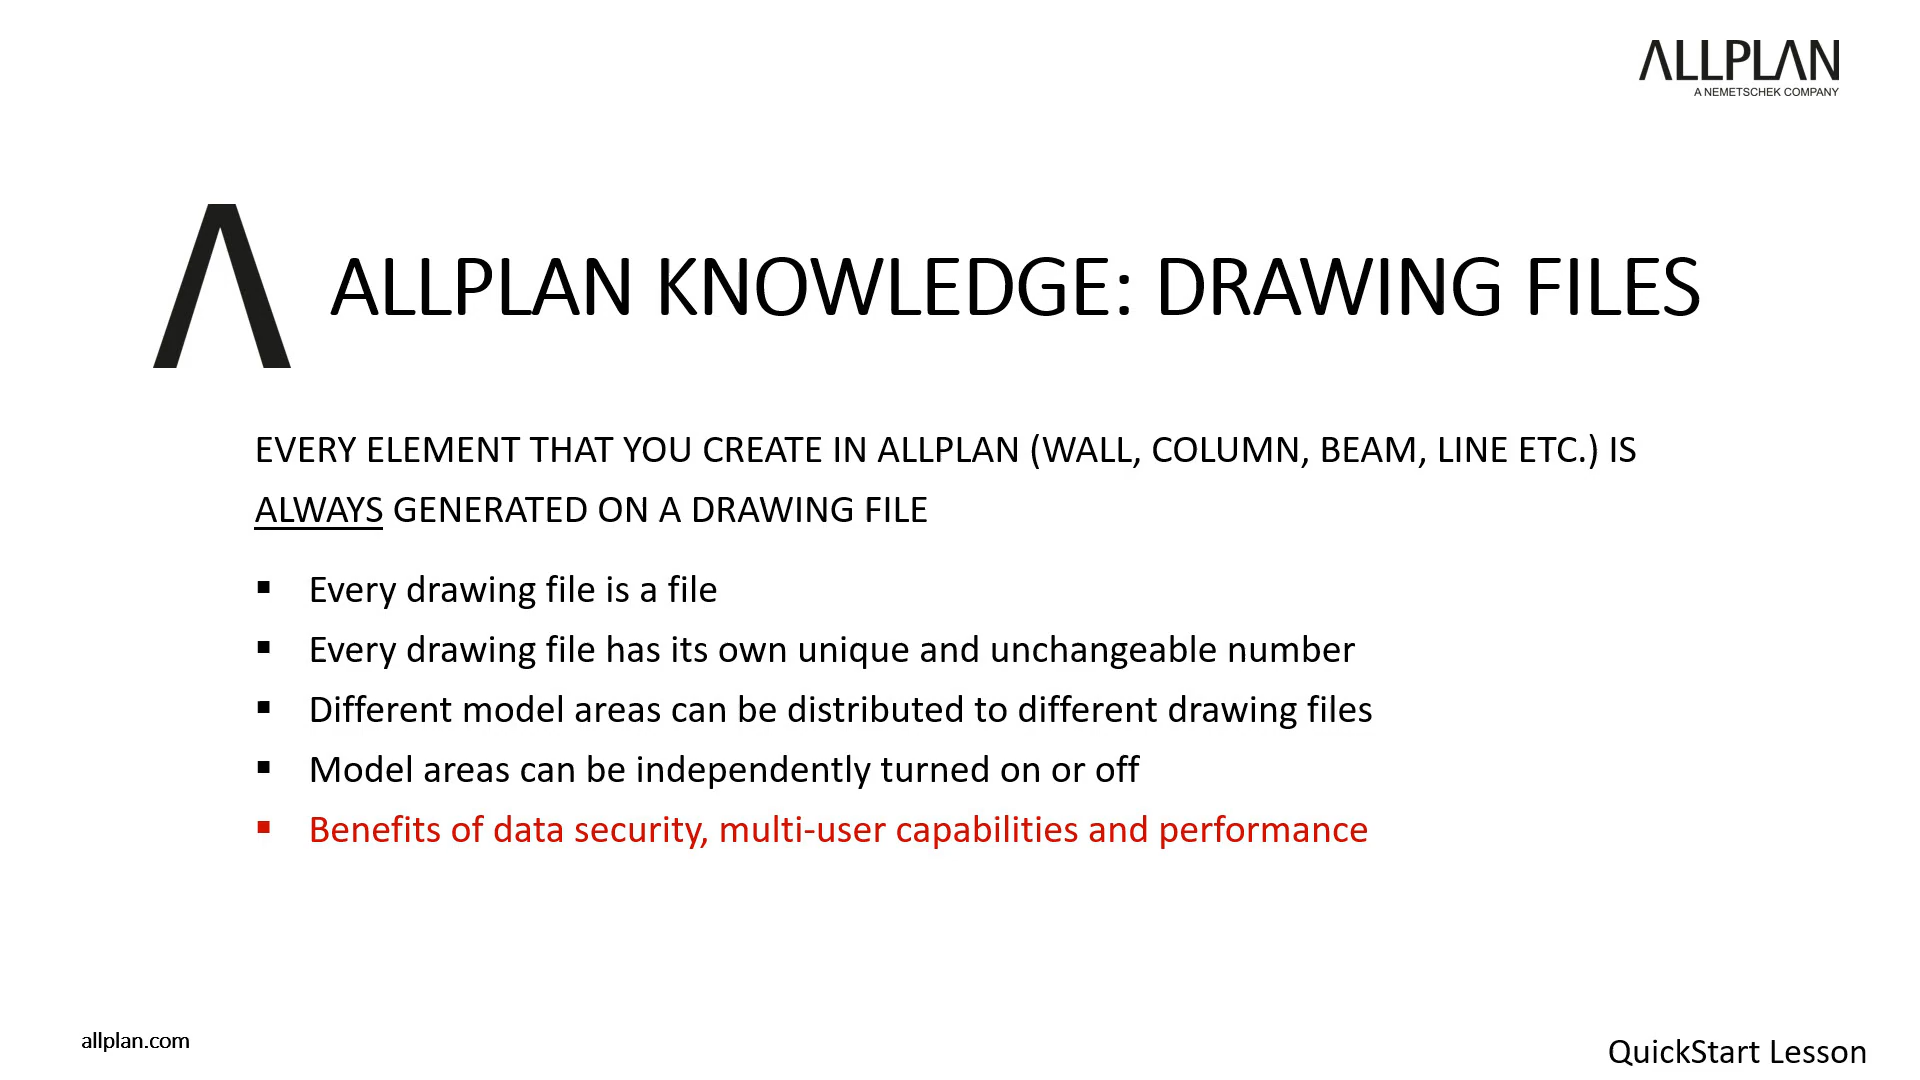 ALLPLAN
A NEMETSCHEK COMPANY
ALLPLAN KNOWLEDGE: DRAWING FILES
EVERY ELEMENT THAT YOU CREATE IN ALLPLAN (WALL, COLUMN, BEAM, LINE ETC.) IS
ALWAYS GENERATED ON A DRAWING FILE
▪ Every drawing file is a file
▪ Every drawing file has its own unique and unchangeable number
▪ Different model areas can be distributed to different drawing files
▪ Model areas can be independently turned on or off
▪ Benefits of data security, multi-user capabilities and performance
allplan.com
QuickStart Lesson